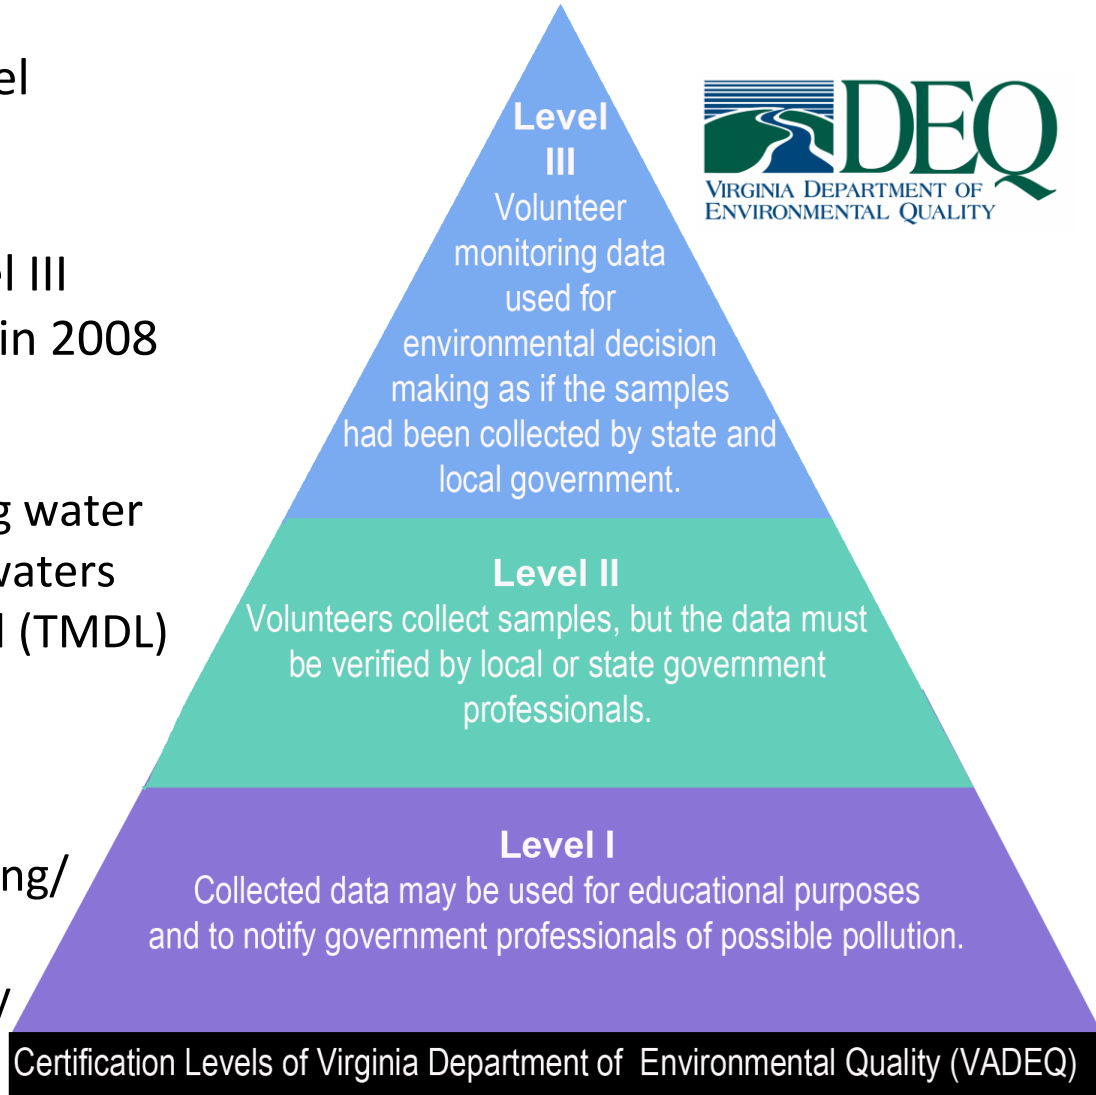 el
Level
III
Volunteer
monitoring data
used for
environmental decision
making as if the samples
had been collected by state and
local government.
DEQ
VIRGINIA DEPARTMENT OF
ENVIRONMENTAL QUALITY
el III
in 2008
g water
waters
l (TMDL)
Level II
Volunteers collect samples, but the data must
be verified by local or state government
professionals.
ng/
/
Level I
Collected data may be used for educational purposes
and to notify government professionals of possible pollution.
Certification Levels of Virginia Department of Environmental Quality (VADEQ)